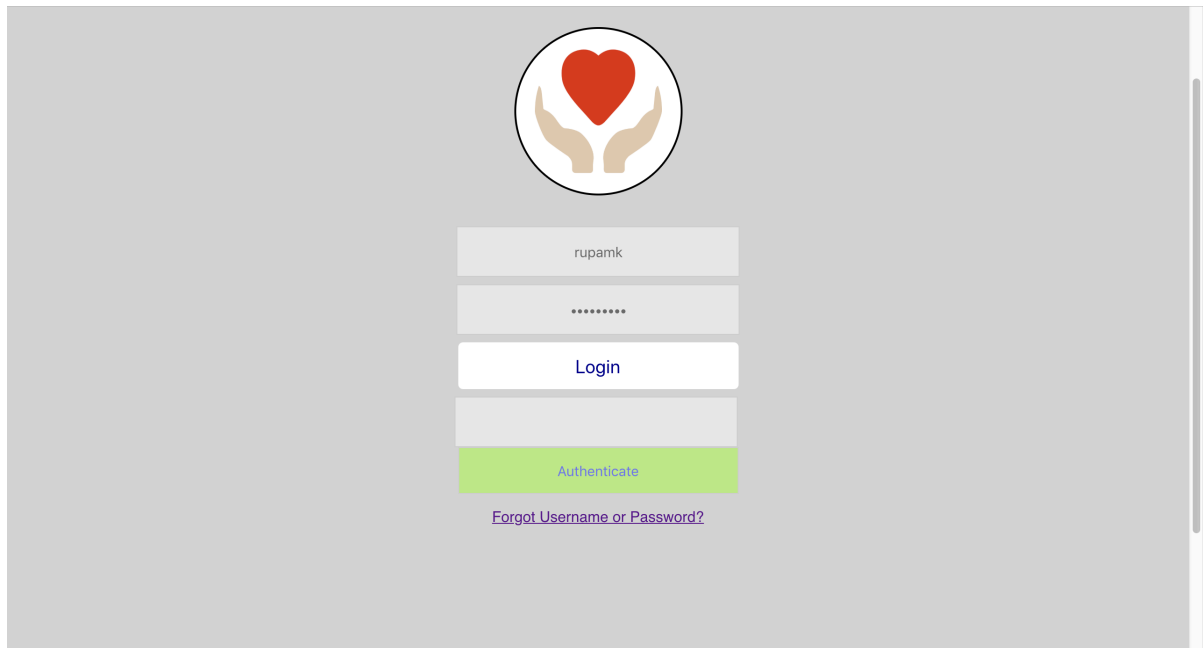 rupamk
•••••••••
Login
Authenticate
Forgot Username or Password?